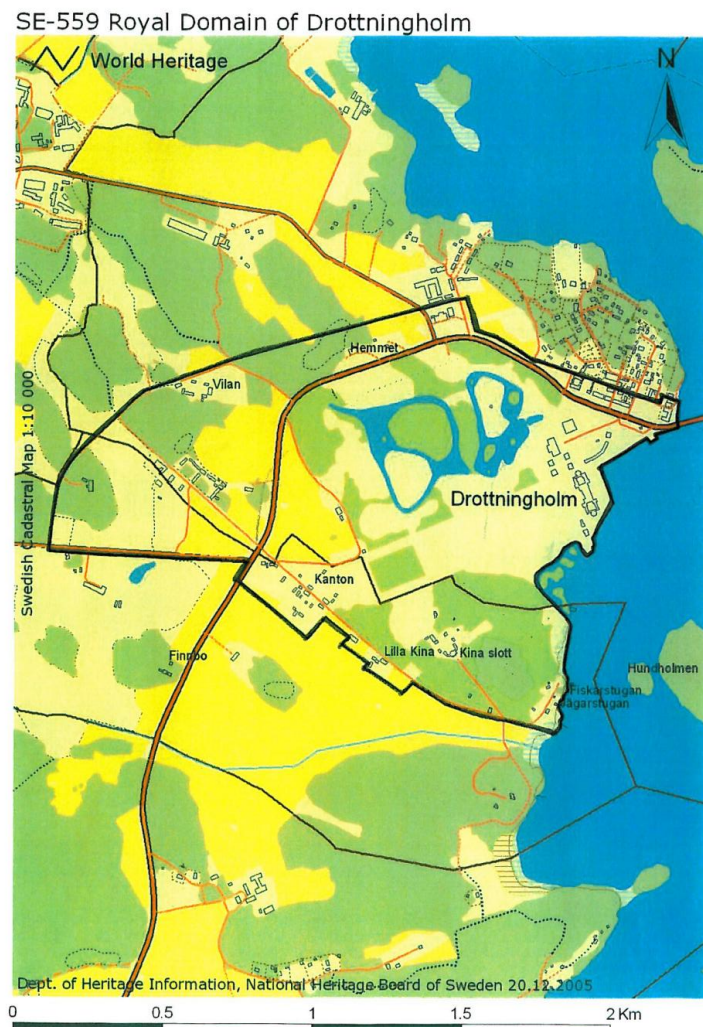 SE-559 Royal Domain of Drottningholm
World Heritage
N
Hemmet
Vilan
Drottningholm
Swedish Cadastral Map 1:10 000
Kanton
Lilla Kina
Kina slott
Finnbo
Hundholmen
Fiskarstugan
Jägarstugan
Dept. of Heritage Information, National Heritage Board of Sweden 20.12.2005
0 0.5 1 1.5 2 Km